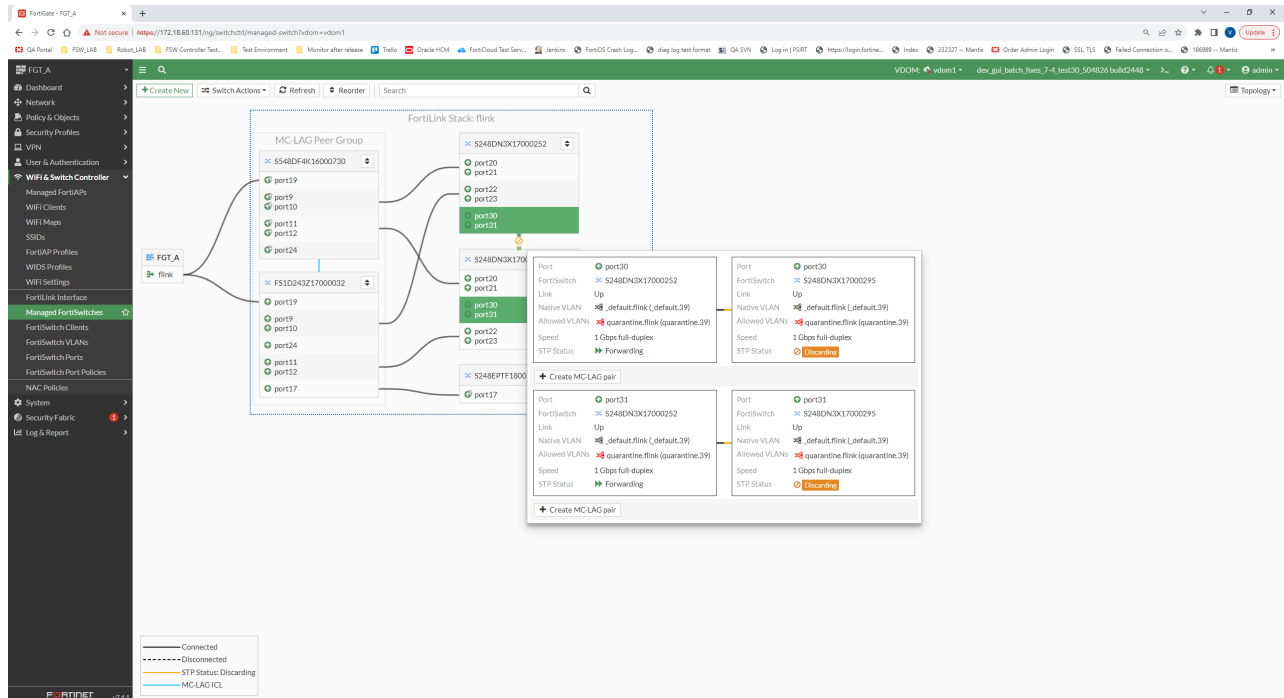 FortiGate - FGT_A
Not secure https://172.18.60.131/ng/switchctrl/managed-switch?vdom=vdom1
Update
QA Portal FSW_LAB Robot_LAB FSW Controller Test... Test Environment Monitor after release Trello Oracle HCM FortiCloud Test Serv... Jenkins FortiOS Crash Log... diag log test format QA SVN Log in | PSIRT https://login.fortine... Index 232327 -- Mantis Order Admin Login SSL, TLS Failed Connection o... 186989 -- Mantis »
FGT_A
VDOM: vdom1 dev_gui_batch_fixes_7-4_test30_504826 build2448 >_ 1 admin
Dashboard
Network
Policy & Objects
Security Profiles
VPN
User & Authentication
WiFi & Switch Controller
Managed FortiAPs
WiFi Clients
WiFi Maps
SSIDs
FortiAP Profiles
WIDS Profiles
WiFi Settings
FortiLink Interface
Managed FortiSwitches
FortiSwitch Clients
FortiSwitch VLANs
FortiSwitch Ports
FortiSwitch Port Policies
NAC Policies
System
Security Fabric 1
Log & Report
FORTINET v7.4.1
+ Create New Switch Actions Refresh Reorder Search Topology
FortiLink Stack: flink
MC-LAG Peer Group
FGT_A
flink
S548DF4K16000730
port19
port9
port10
port11
port12
port24
FS1D243Z17000032
port19
port9
port10
port24
port11
port12
port17
S248DN3X17000252
port20
port21
port22
port23
port30
port31
S248DN3X170
port20
port21
port30
port31
port22
port23
S248EPTF1800
port17
Port port30 Port port30
FortiSwitch S248DN3X17000252 FortiSwitch S248DN3X17000295
Link Up Link Up
Native VLAN _default.flink (_default.39) Native VLAN _default.flink (_default.39)
Allowed VLANs quarantine.flink (quarantine.39) Allowed VLANs quarantine.flink (quarantine.39)
Speed 1 Gbps full-duplex Speed 1 Gbps full-duplex
STP Status Forwarding STP Status Discarding
+ Create MC-LAG pair
Port port31 Port port31
FortiSwitch S248DN3X17000252 FortiSwitch S248DN3X17000295
Link Up Link Up
Native VLAN _default.flink (_default.39) Native VLAN _default.flink (_default.39)
Allowed VLANs quarantine.flink (quarantine.39) Allowed VLANs quarantine.flink (quarantine.39)
Speed 1 Gbps full-duplex Speed 1 Gbps full-duplex
STP Status Forwarding STP Status Discarding
+ Create MC-LAG pair
Connected
Disconnected
STP Status: Discarding
MC-LAG ICL